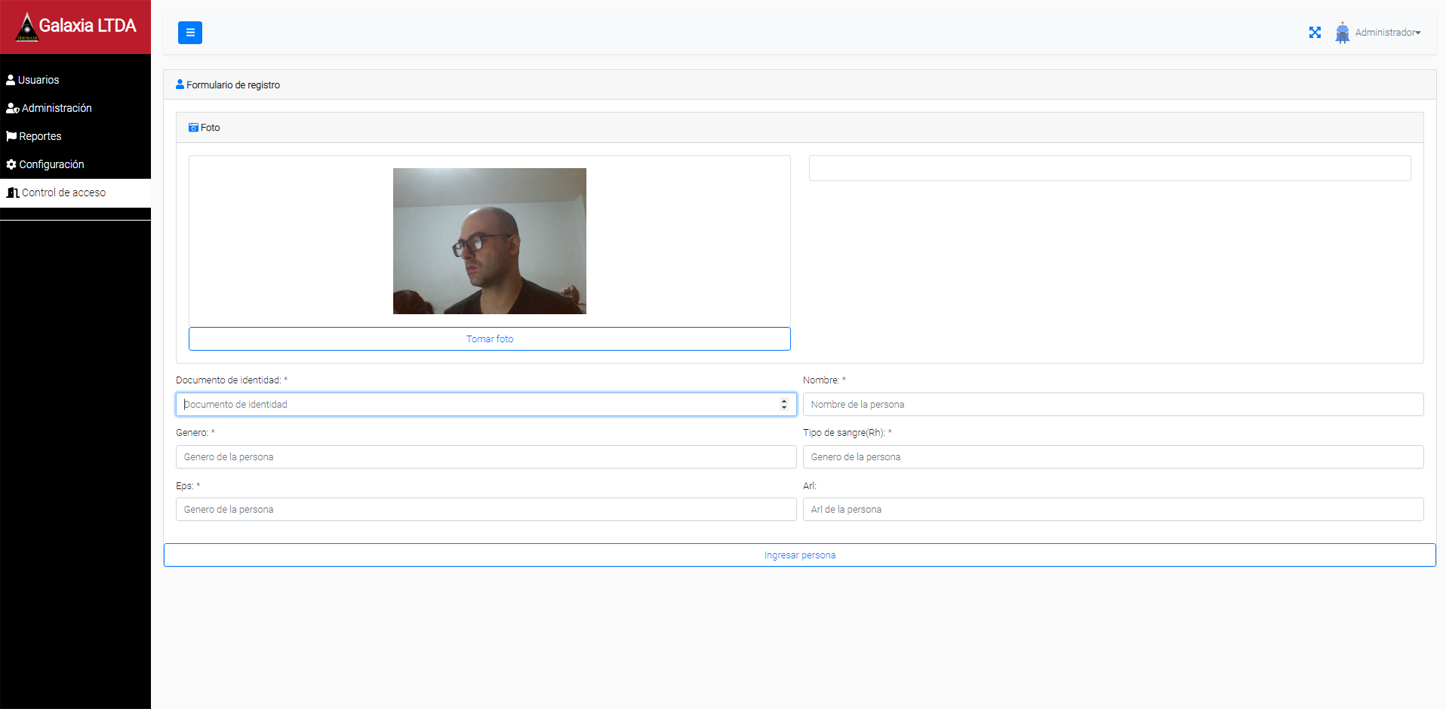 Galaxia LTDA
Administrador
Usuarios
Administración
Reportes
Configuración
Control de acceso
Formulario de registro
Foto
Tomar foto
Documento de identidad: *
Nombre: *
Documento de identidad
Nombre de la persona
Genero: *
Tipo de sangre(Rh): *
Genero de la persona
Genero de la persona
Eps: *
Arl:
Genero de la persona
Arl de la persona
Ingresar persona